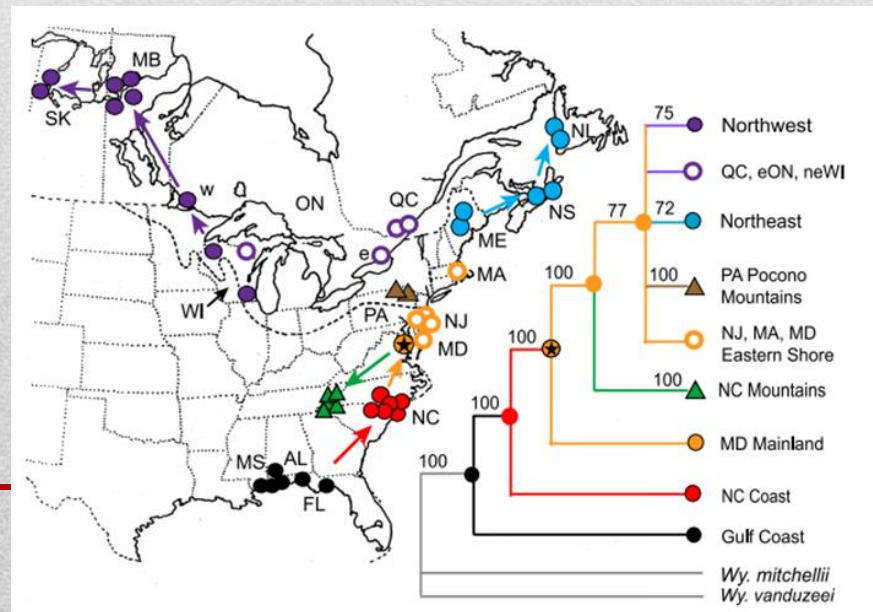 MB
SK
w
ON
QC
NL
NS
ME
e
MA
WI
PA
NJ
MD
NC
MS
AL
FL
75
Northwest
QC, eON, neWI
77
72
Northeast
100
100
PA Pocono
Mountains
100
NJ, MA, MD
Eastern Shore
100
NC Mountains
100
MD Mainland
100
NC Coast
Gulf Coast
Wy. mitchellii
Wy. vanduzeei